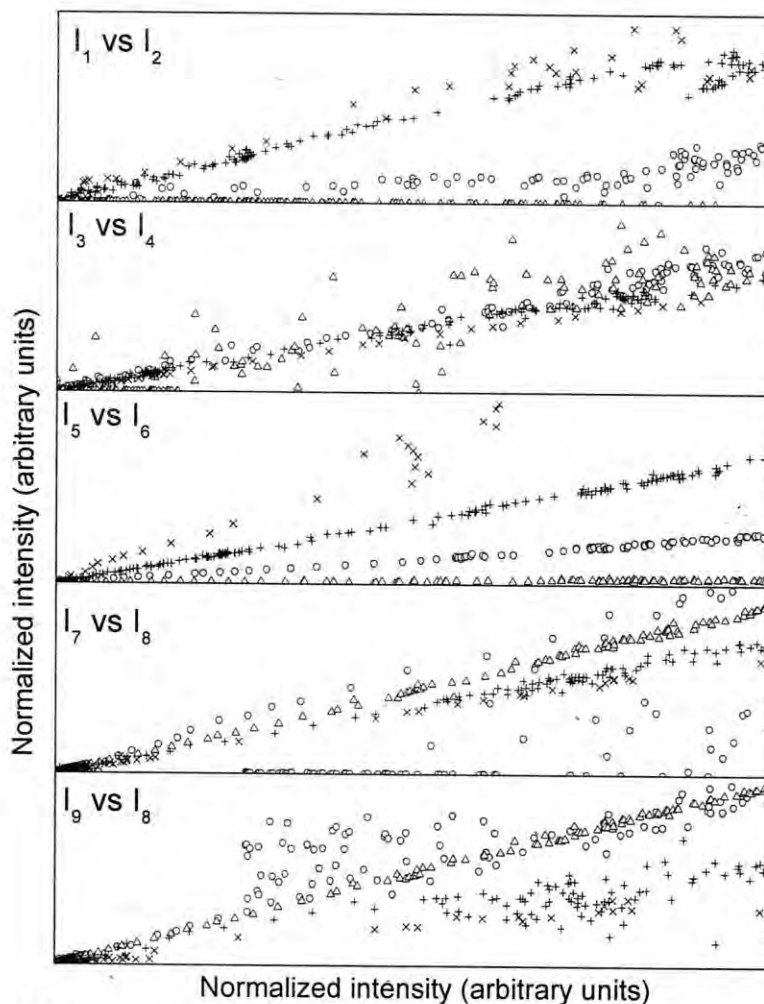 I₁ vs I₂
I₃ vs I₄
I₅ vs I₆
I₇ vs I₈
I₉ vs I₈
Normalized intensity (arbitrary units)
Normalized intensity (arbitrary units)